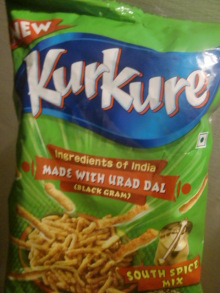 NEW
Kurkure
Ingredients of India
MADE WITH URAD DAL
(BLACK GRAM)
SOUTH SPICE
MIX